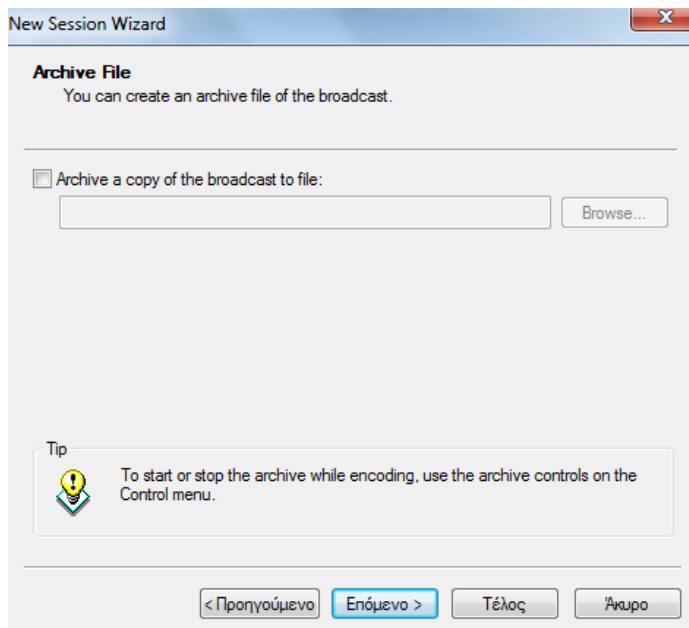 New Session Wizard
Archive File
You can create an archive file of the broadcast.
Archive a copy of the broadcast to file:
Browse...
Tip
To start or stop the archive while encoding, use the archive controls on the
Control menu.
< Προηγούμενο
Επόμενο >
Τέλος
Άκυρο